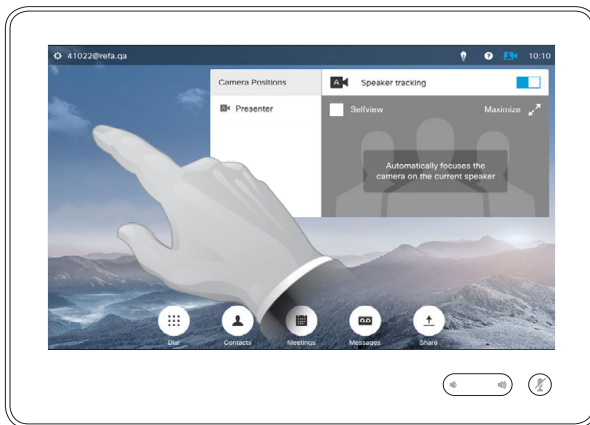 41022@refa.qa
10:10
Camera Positions
Speaker tracking
Presenter
Selfview
Maximize
Automatically focuses the
camera on the current speaker
Dial
Contacts
Meetings
Messages
Share